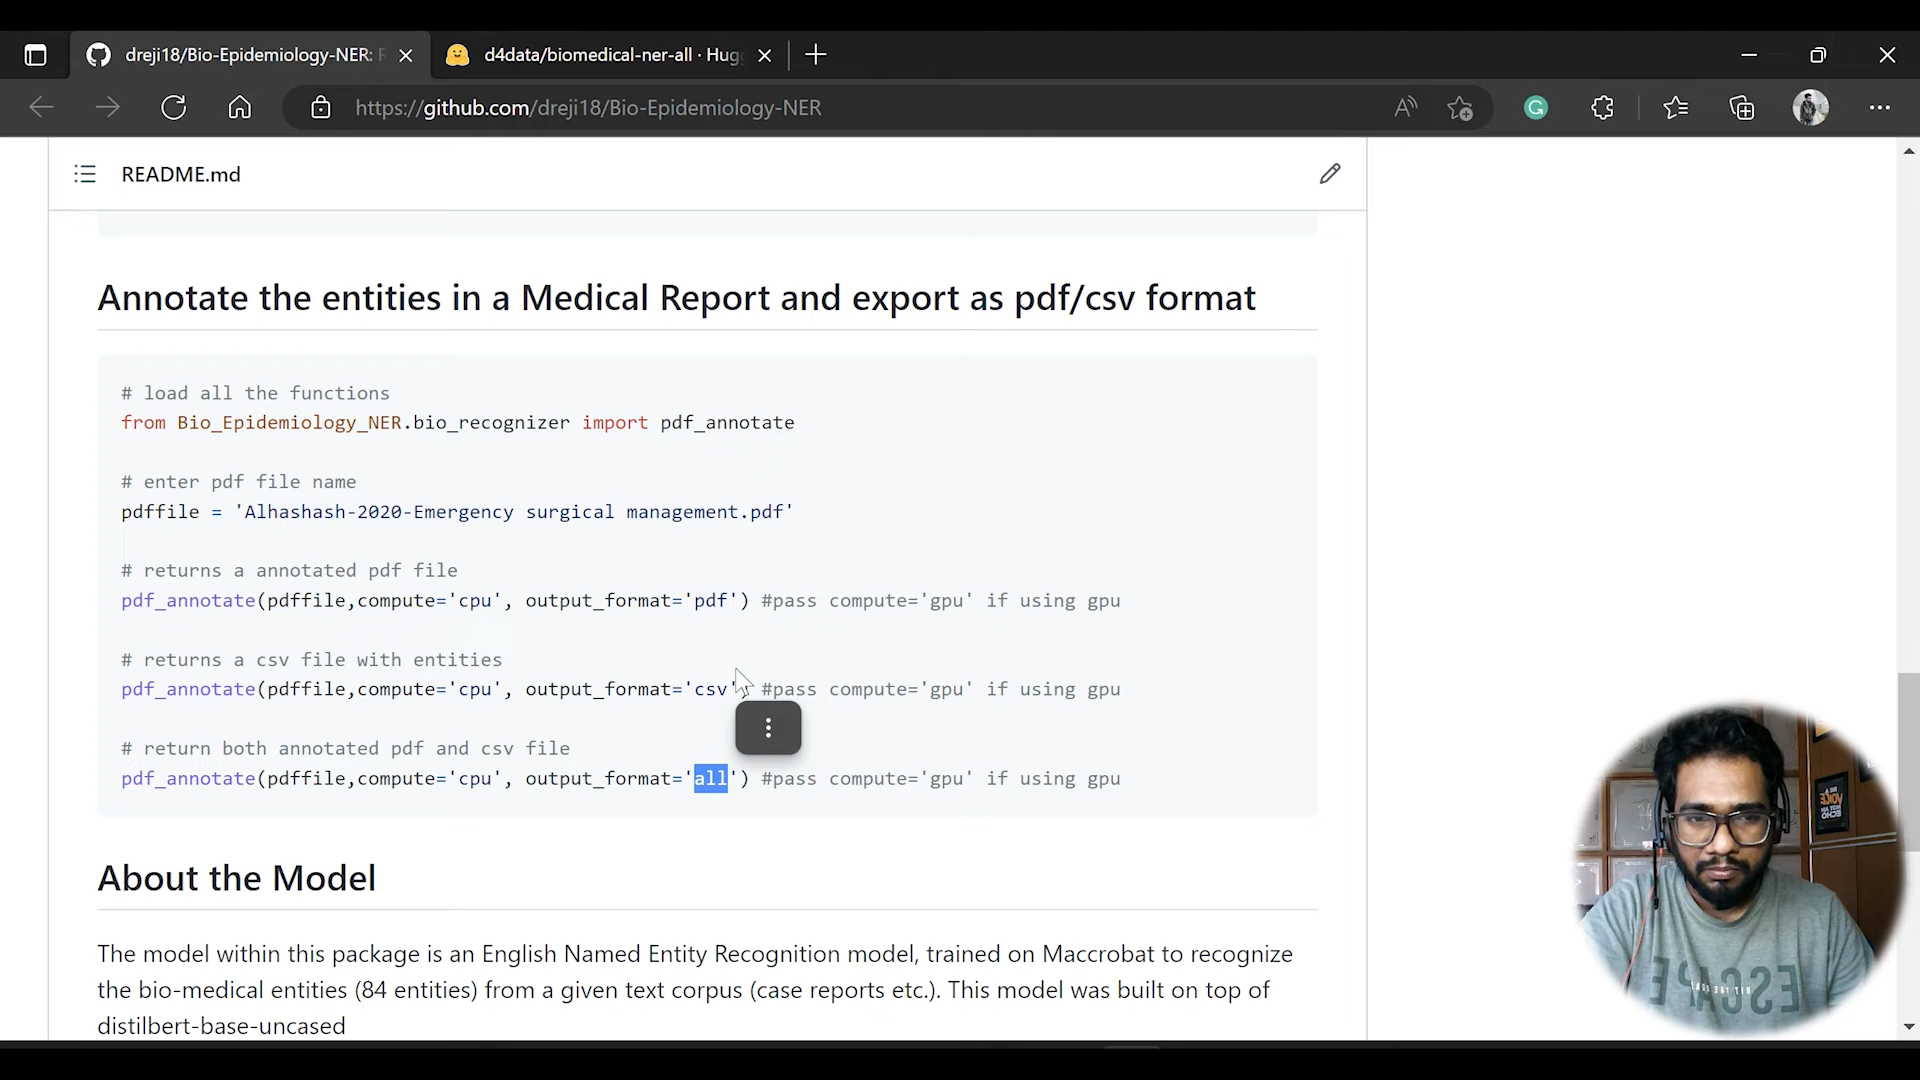 dreji18/Bio-Epidemiology-NER: R
d4data/biomedical-ner-all · Hugg
https://github.com/dreji18/Bio-Epidemiology-NER
README.md
Annotate the entities in a Medical Report and export as pdf/csv format
# load all the functions
from Bio_Epidemiology_NER.bio_recognizer import pdf_annotate
# enter pdf file name
pdffile = 'Alhashash-2020-Emergency surgical management.pdf'
# returns a annotated pdf file
pdf_annotate(pdffile,compute='cpu', output_format='pdf') #pass compute='gpu' if using gpu
# returns a csv file with entities
pdf_annotate(pdffile,compute='cpu', output_format='csv') #pass compute='gpu' if using gpu
# return both annotated pdf and csv file
pdf_annotate(pdffile,compute='cpu', output_format='all') #pass compute='gpu' if using gpu
About the Model
The model within this package is an English Named Entity Recognition model, trained on Maccrobat to recognize
the bio-medical entities (84 entities) from a given text corpus (case reports etc.). This model was built on top of
distilbert-base-uncased
VOICE
ECHO
ESCAPE